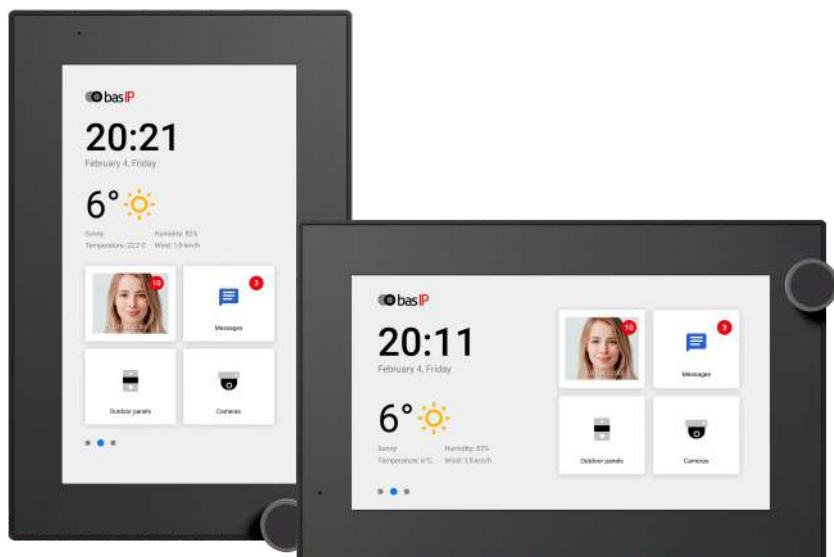 bas IP
20:21
February 4, Friday
6°
Sunny Humidity: 82%
Temperature: 22,2 C Wind: 1,9 km/h
10 3
Messages
Outdoor panels Cameras
bas IP
20:11
February 4, Friday
6°
Sunny Humidity: 83%
Temperature: 6°C Wind: 1,9 km/h
10 3
Messages
Outdoor panels Cameras